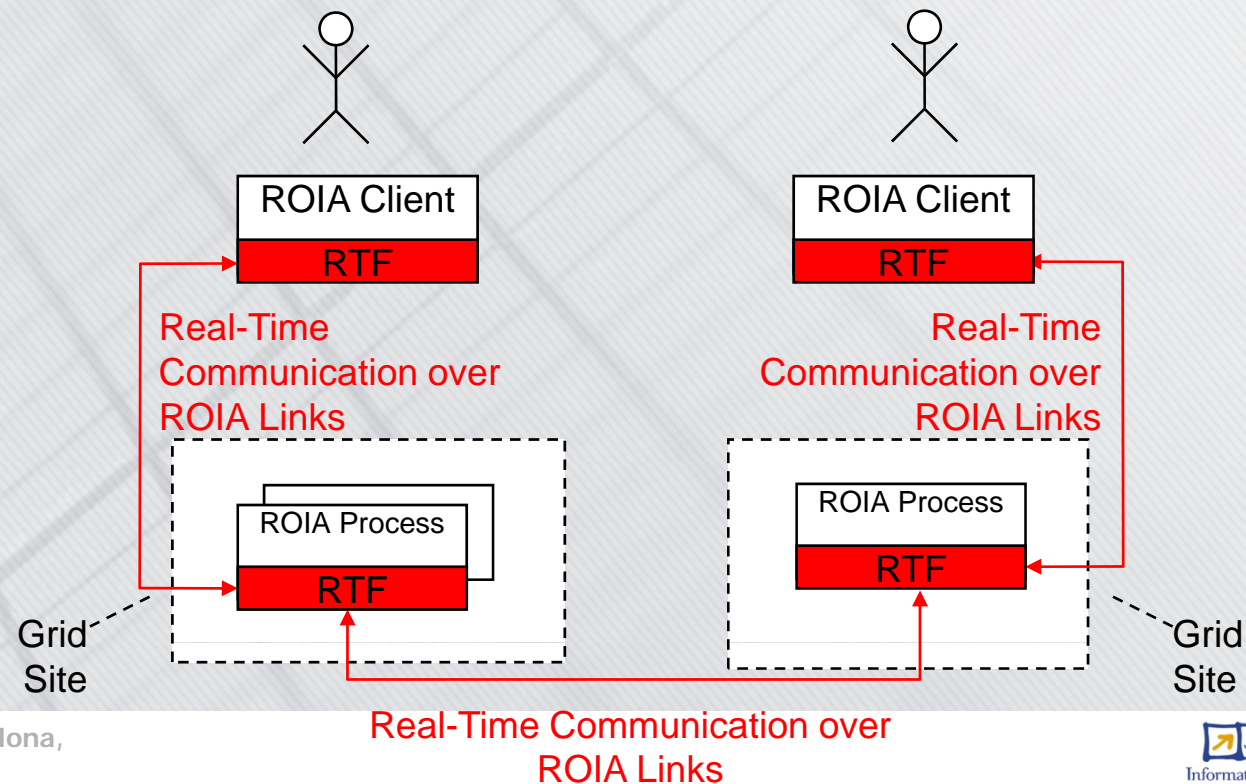 ROIA Client
RTF
ROIA Client
RTF
Real-Time
Communication over
ROIA Links
Real-Time
Communication over
ROIA Links
ROIA Process
RTF
ROIA Process
RTF
Grid
Site
Grid
Site
Real-Time Communication over
ROIA Links